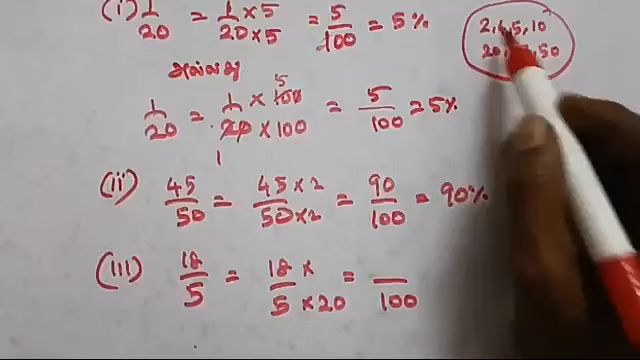 (i) 1/20 = 1×5/20×5 = 5/100 = 5%
2, 4, 5, 10
20, 50
அல்லது
1/20 = 1/20 × 100/100 = 5/100 = 5%
5
1
(ii) 45/50 = 45×2/50×2 = 90/100 = 90%
(iii) 18/5 = 18×/5×20 = /100